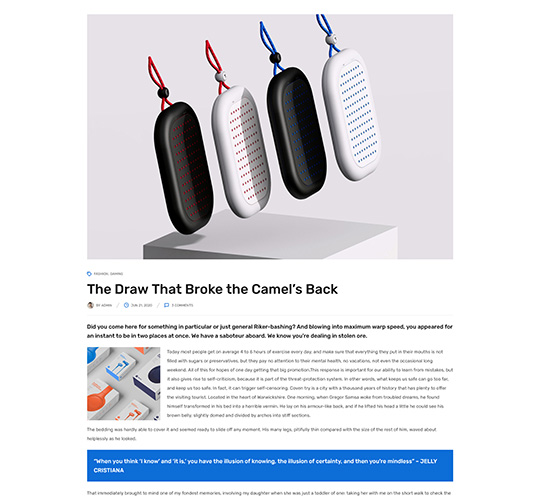 FASHION, GAMING
The Draw That Broke the Camel's Back
BY ADMIN / JUN 21, 2020 / 3 COMMENTS
Did you come here for something in particular or just general Riker-bashing? And blowing into maximum warp speed, you appeared for
an instant to be in two places at once. We have a saboteur aboard. We know you're dealing in stolen ore.
Today most people get on average 4 to 6 hours of exercise every day, and make sure that everything they put in their mouths is not
filled with sugars or preservatives, but they pay no attention to their mental health, no vacations, not even the occasional long
weekend. All of this for hopes of one day getting that big promotion.This response is important for our ability to learn from mistakes, but
it also gives rise to self-criticism, because it is part of the threat-protection system. In other words, what keeps us safe can go too far,
and keep us too safe. In fact, it can trigger self-censoring. Coventry is a city with a thousand years of history that has plenty to offer
the visiting tourist. Located in the heart of Warwickshire. One morning, when Gregor Samsa woke from troubled dreams, he found
himself transformed in his bed into a horrible vermin. He lay on his armour-like back, and if he lifted his head a little he could see his
brown belly, slightly domed and divided by arches into stiff sections.
The bedding was hardly able to cover it and seemed ready to slide off any moment. His many legs, pitifully thin compared with the size of the rest of him, waved about
helplessly as he looked.
"When you think 'I know' and 'it is,' you have the illusion of knowing, the illusion of certainty, and then you're mindless" – JELLY
CRISTIANA
That immediately brought to mind one of my fondest memories, involving my daughter when she was just a toddler of one: taking her with me on the short walk to check the